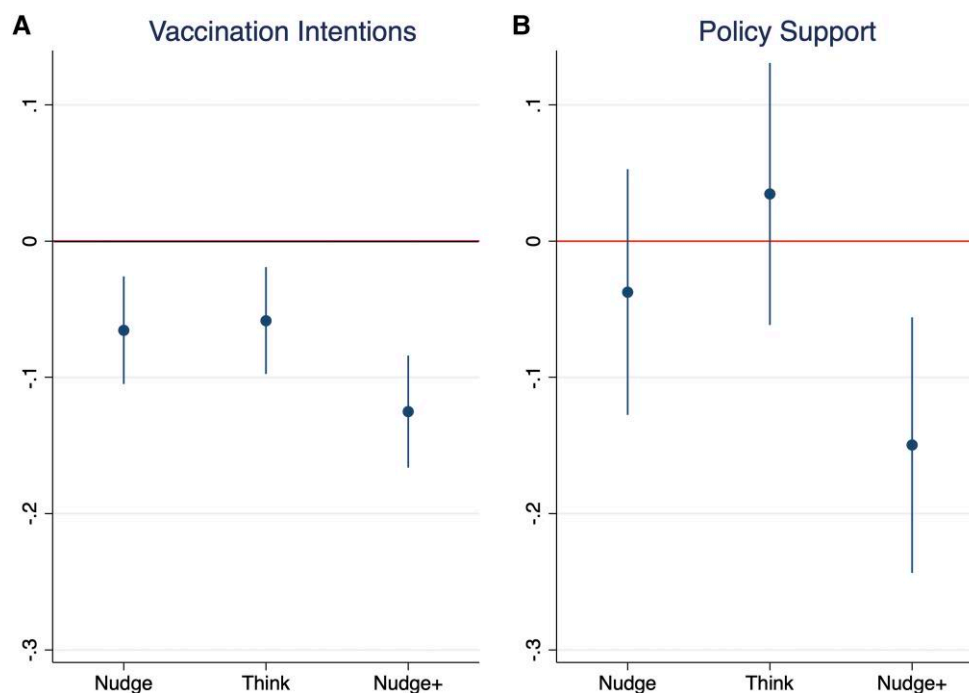 A Vaccination Intentions
.1
0
-.1
-.2
-.3
Nudge Think Nudge+
B Policy Support
.1
0
-.1
-.2
-.3
Nudge Think Nudge+